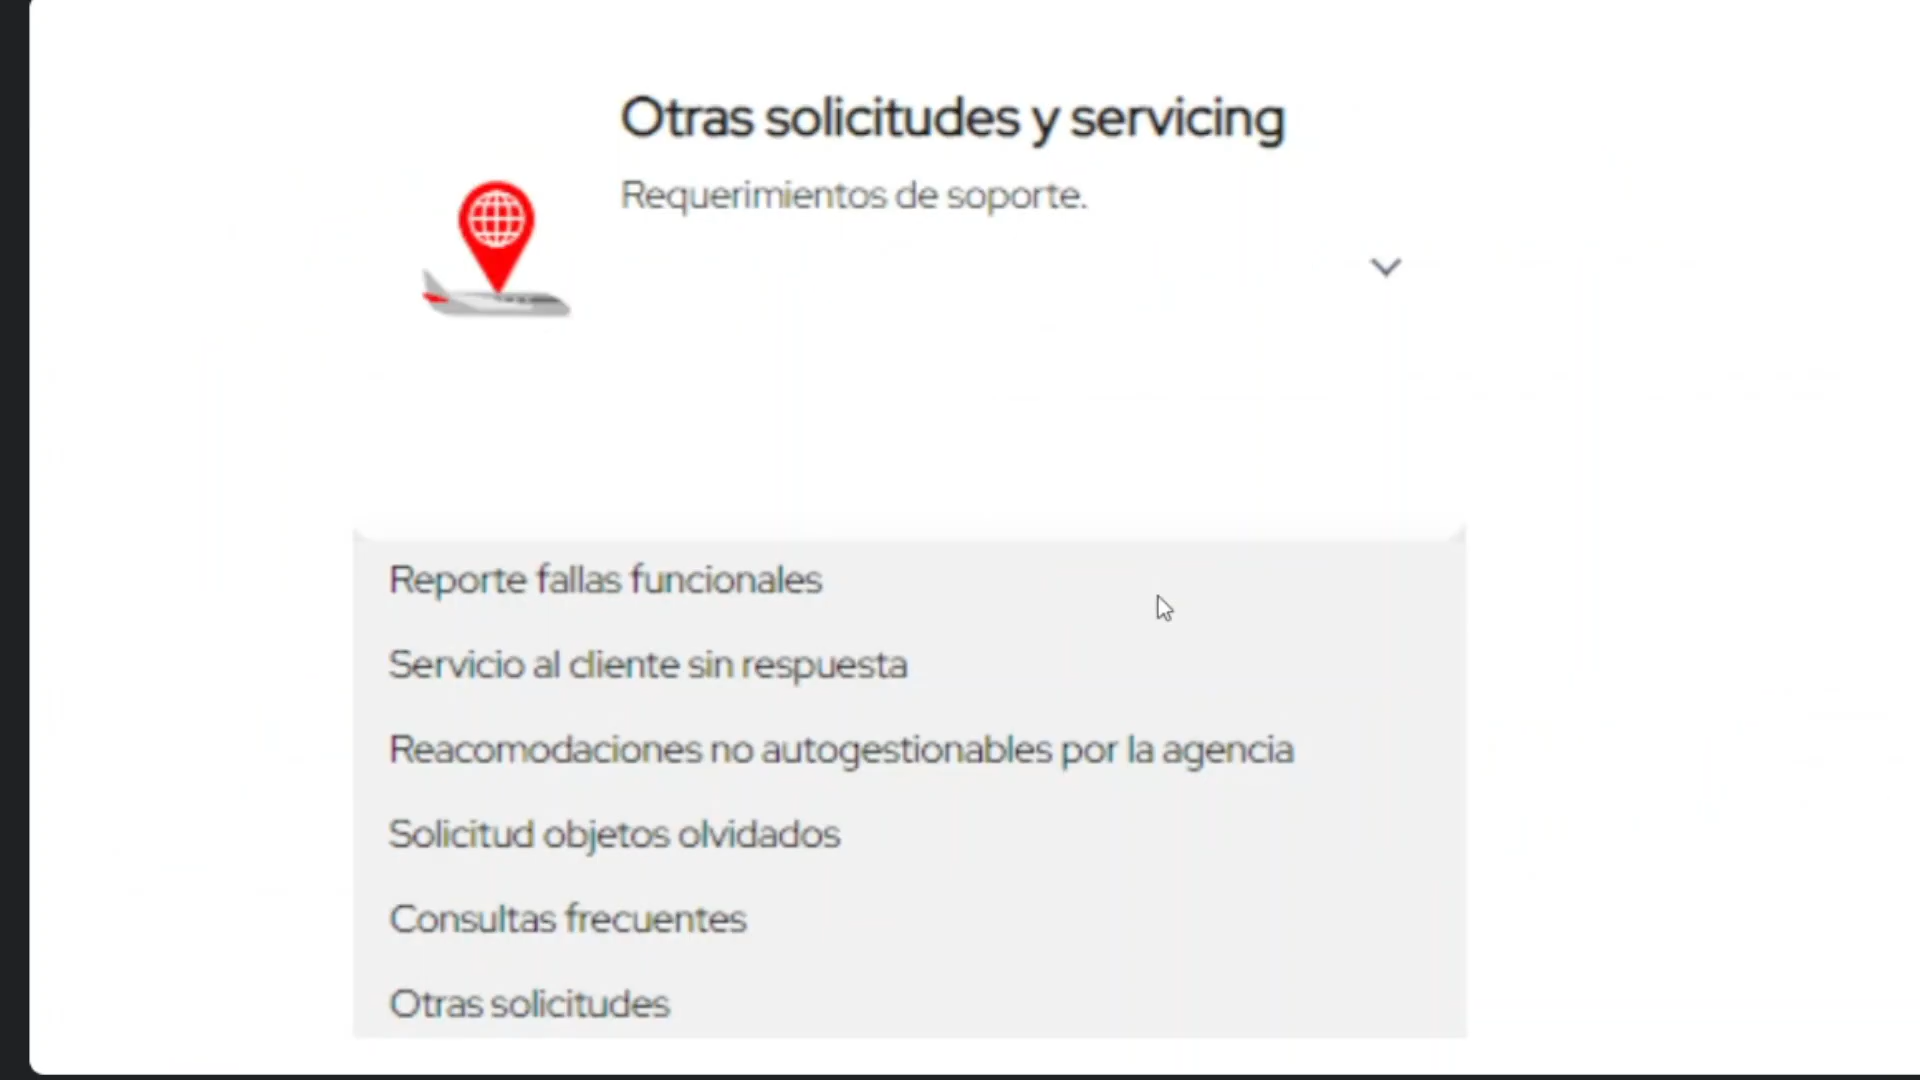 Otras solicitudes y servicing
Requerimientos de soporte.
Reporte fallas funcionales
Servicio al cliente sin respuesta
Reacomodaciones no autogestionables por la agencia
Solicitud objetos olvidados
Consultas frecuentes
Otras solicitudes